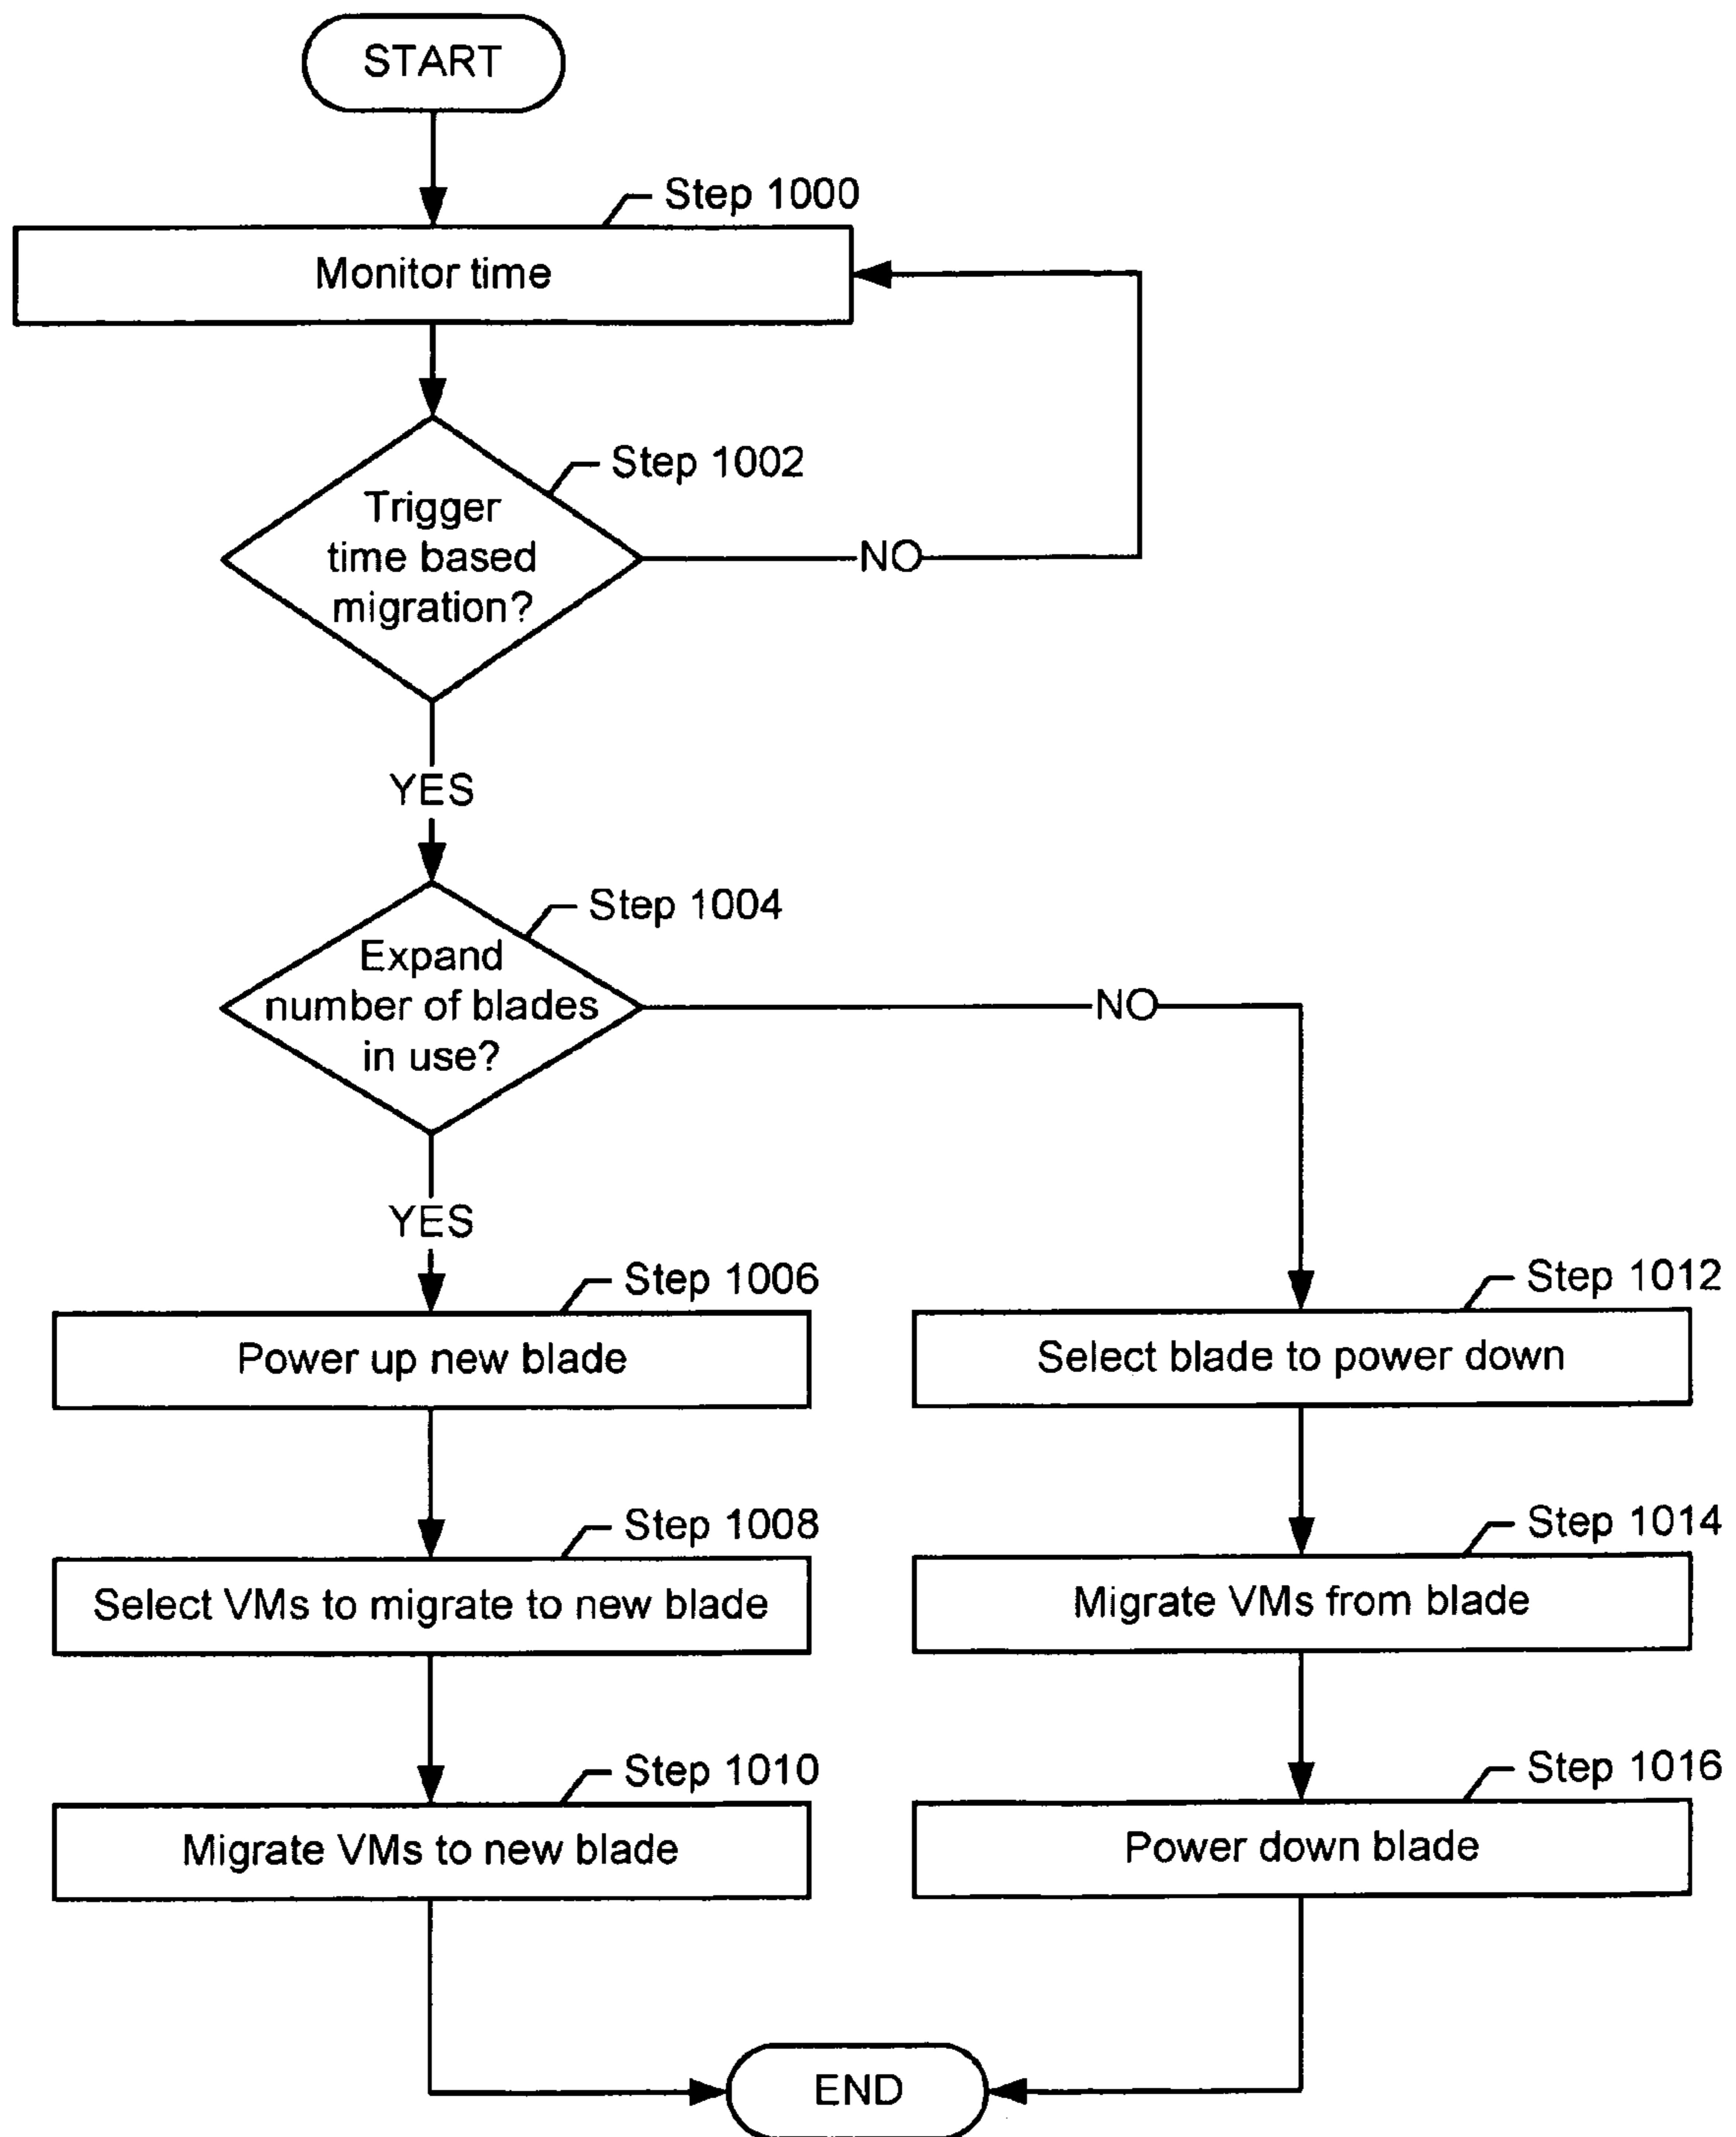 START
Step 1000
Monitor time
Step 1002
Trigger
time based
migration?
NO
YES
Step 1004
Expand
number of blades
in use?
NO
YES
Step 1006
Power up new blade
Step 1012
Select blade to power down
Step 1008
Select VMs to migrate to new blade
Step 1014
Migrate VMs from blade
Step 1010
Migrate VMs to new blade
Step 1016
Power down blade
END